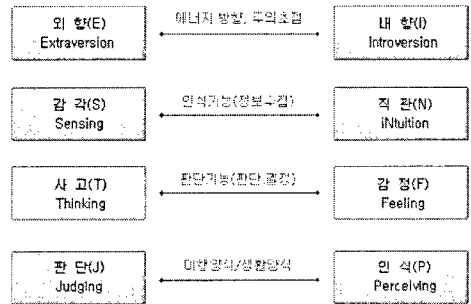 외 향(E)
Extraversion
에너지 방향, 주의초점
내 향(I)
Introversion
감 각(S)
Sensing
인식기능(정보수집)
직 관(N)
iNtuition
사 고(T)
Thinking
판단기능(판단 결정)
감 정(F)
Feeling
판 단(J)
Judging
이행양식/생활양식
인 식(P)
Perceiving